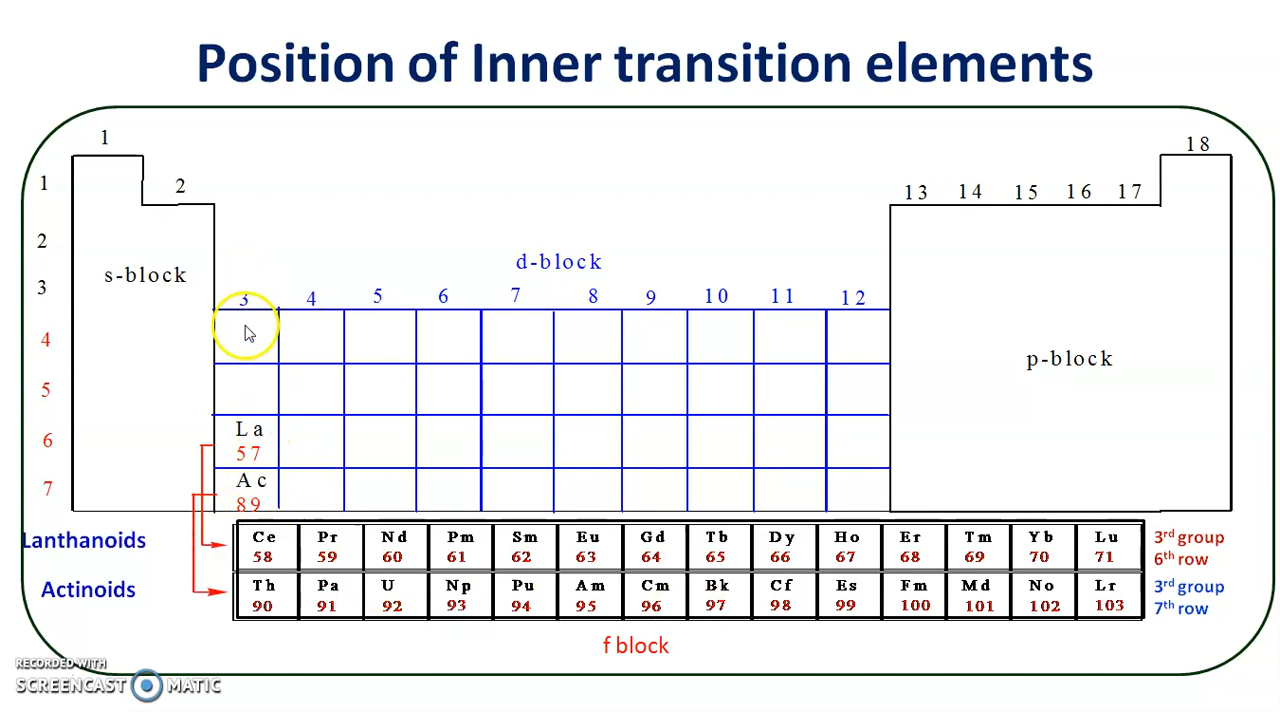 Position of Inner transition elements
1
18
2
13 14 15 16 17
1
2
3
4
5
6
7
s-block
d-block
p-block
3 4 5 6 7 8 9 10 11 12
La
57
Ac
89
Lanthanoids
Ce Pr Nd Pm Sm Eu Gd Tb Dy Ho Er Tm Yb Lu
58 59 60 61 62 63 64 65 66 67 68 69 70 71
3rd group
6th row
Actinoids
Th Pa U Np Pu Am Cm Bk Cf Es Fm Md No Lr
90 91 92 93 94 95 96 97 98 99 100 101 102 103
3rd group
7th row
f block
RECORDED WITH
SCREENCAST MATIC